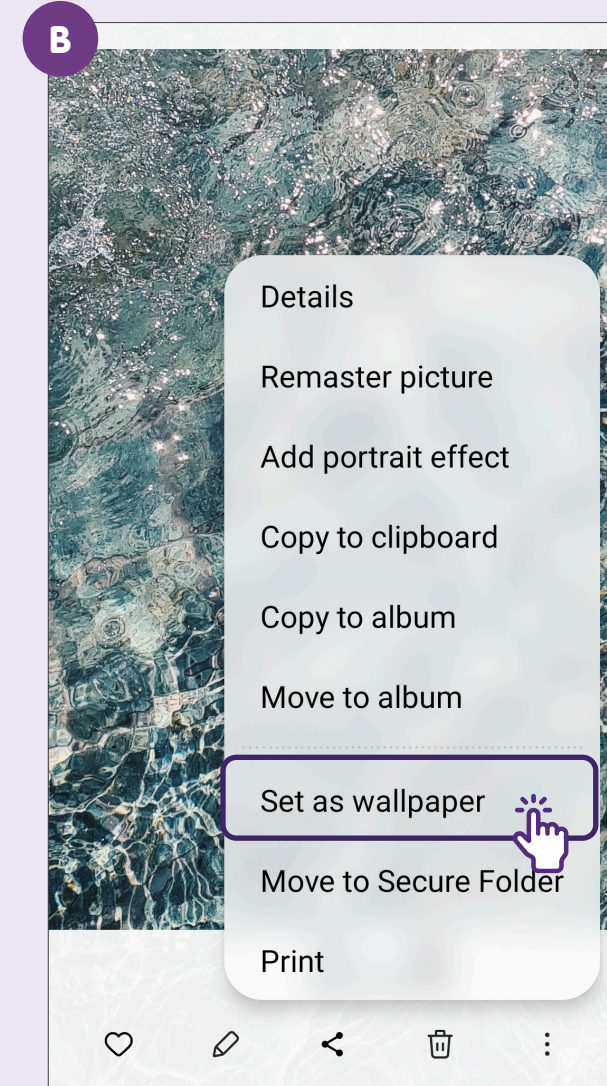 B
Details
Remaster picture
Add portrait effect
Copy to clipboard
Copy to album
Move to album
Set as wallpaper
Move to Secure Folder
Print